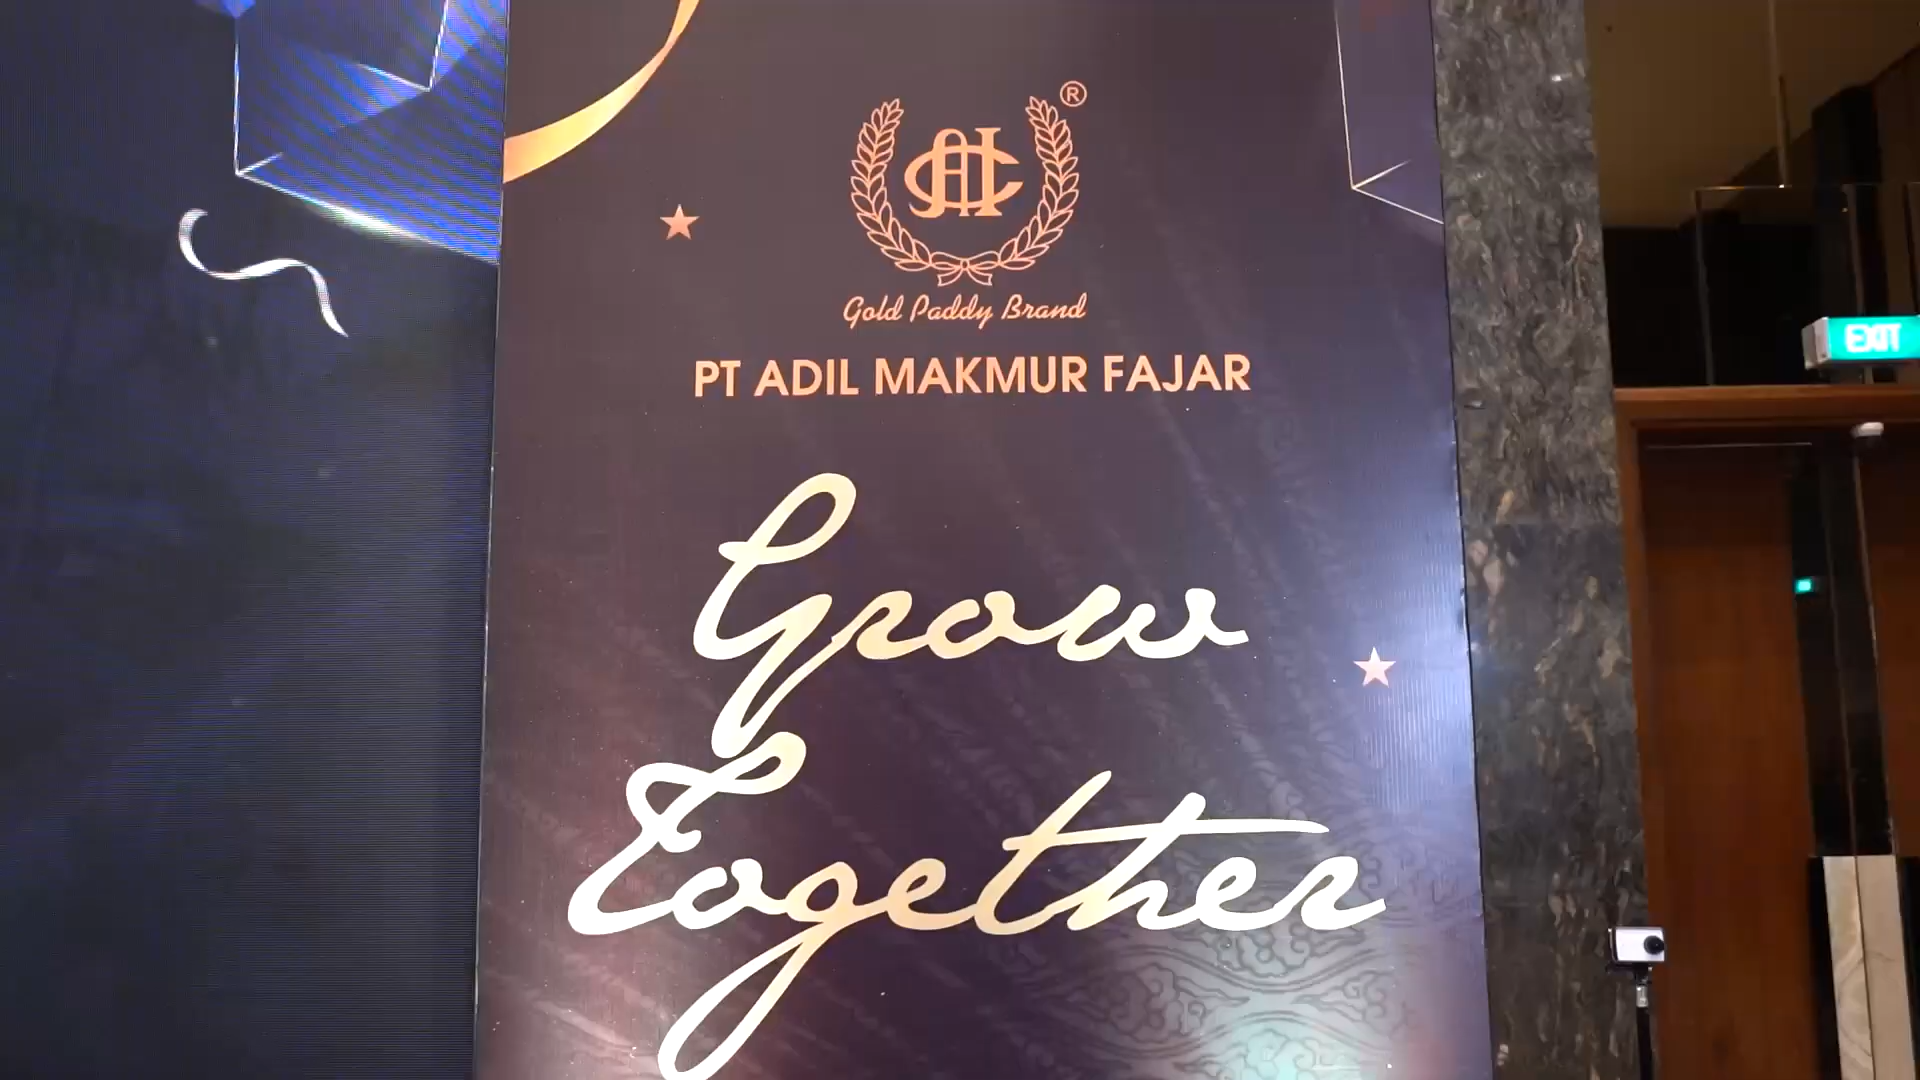 ®
Gold Paddy Brand
PT ADIL MAKMUR FAJAR
Grow
Together
EXIT